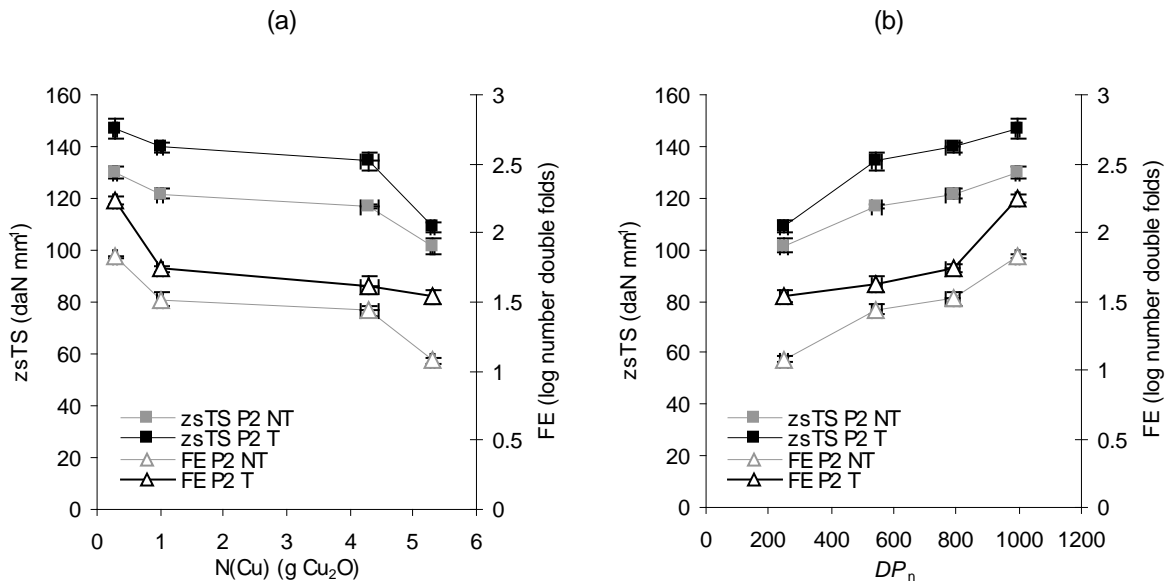 (a)
(b)
zsTS (daN mm¹)
160
140
120
100
80
60
40
20
0
0 1 2 3 4 5 6
N(Cu) (g Cu₂O)
3
2.5
2
1.5
1
0.5
0
FE (log number double folds)
zsTS P2 NT
zsTS P2 T
FE P2 NT
FE P2 T
zsTS (daN mm¹)
160
140
120
100
80
60
40
20
0
0 200 400 600 800 1000 1200
DPn
3
2.5
2
1.5
1
0.5
0
FE (log number double folds)
zsTS P2 NT
zsTS P2 T
FE P2 NT
FE P2 T